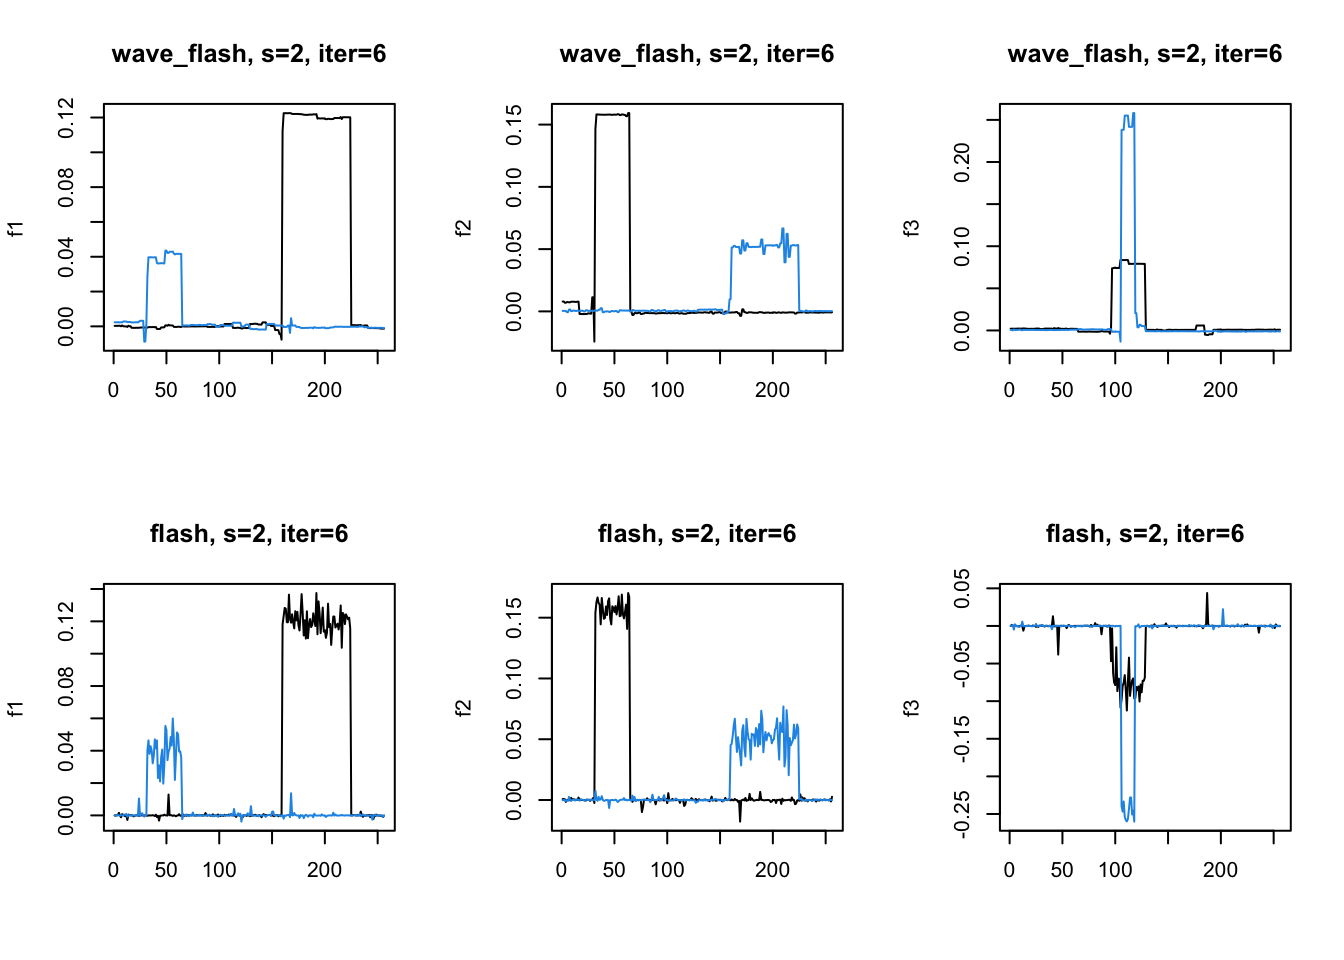 wave_flash, s=2, iter=6
f1
0.00 0.04 0.08 0.12
0 50 100 200
wave_flash, s=2, iter=6
f2
0.00 0.05 0.10 0.15
0 50 100 200
wave_flash, s=2, iter=6
f3
0.00 0.10 0.20
0 50 100 200
flash, s=2, iter=6
f1
0.00 0.04 0.08 0.12
0 50 100 200
flash, s=2, iter=6
f2
0.00 0.05 0.10 0.15
0 50 100 200
flash, s=2, iter=6
f3
-0.25 -0.15 -0.05 0.05
0 50 100 200